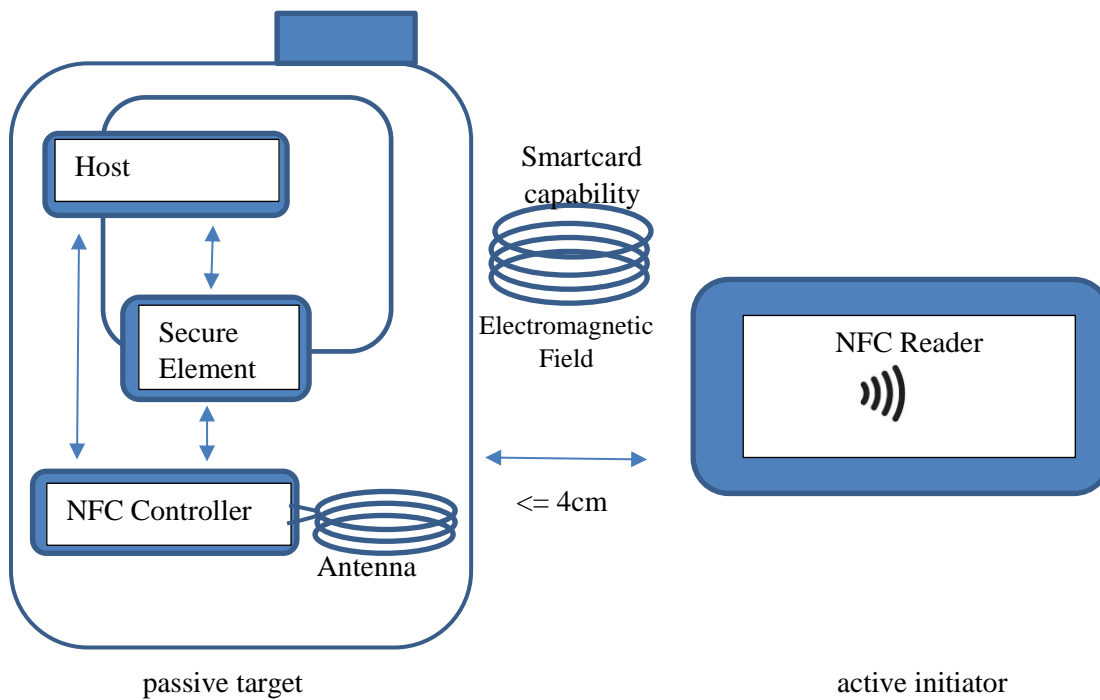 Host
Secure
Element
NFC Controller
Antenna
Smartcard
capability
Electromagnetic
Field
<= 4cm
NFC Reader
passive target
active initiator